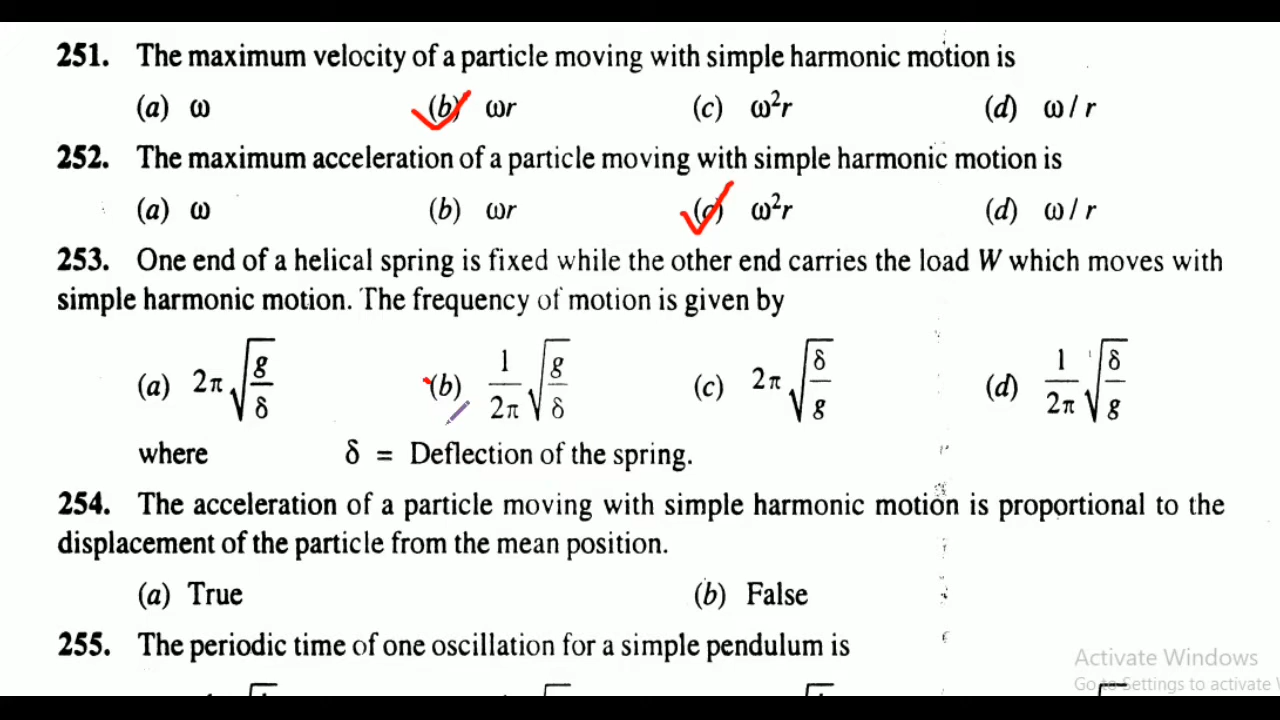 251. The maximum velocity of a particle moving with simple harmonic motion is
(a) ω (b) ωr (c) ω²r (d) ω / r
252. The maximum acceleration of a particle moving with simple harmonic motion is
(a) ω (b) ωr (c) ω²r (d) ω / r
253. One end of a helical spring is fixed while the other end carries the load W which moves with
simple harmonic motion. The frequency of motion is given by
(a) 2π √(g/δ) (b) 1/2π √(g/δ) (c) 2π √(δ/g) (d) 1/2π √(δ/g)
where δ = Deflection of the spring.
254. The acceleration of a particle moving with simple harmonic motion is proportional to the
displacement of the particle from the mean position.
(a) True (b) False
255. The periodic time of one oscillation for a simple pendulum is
Activate Windows
Go to Settings to activate